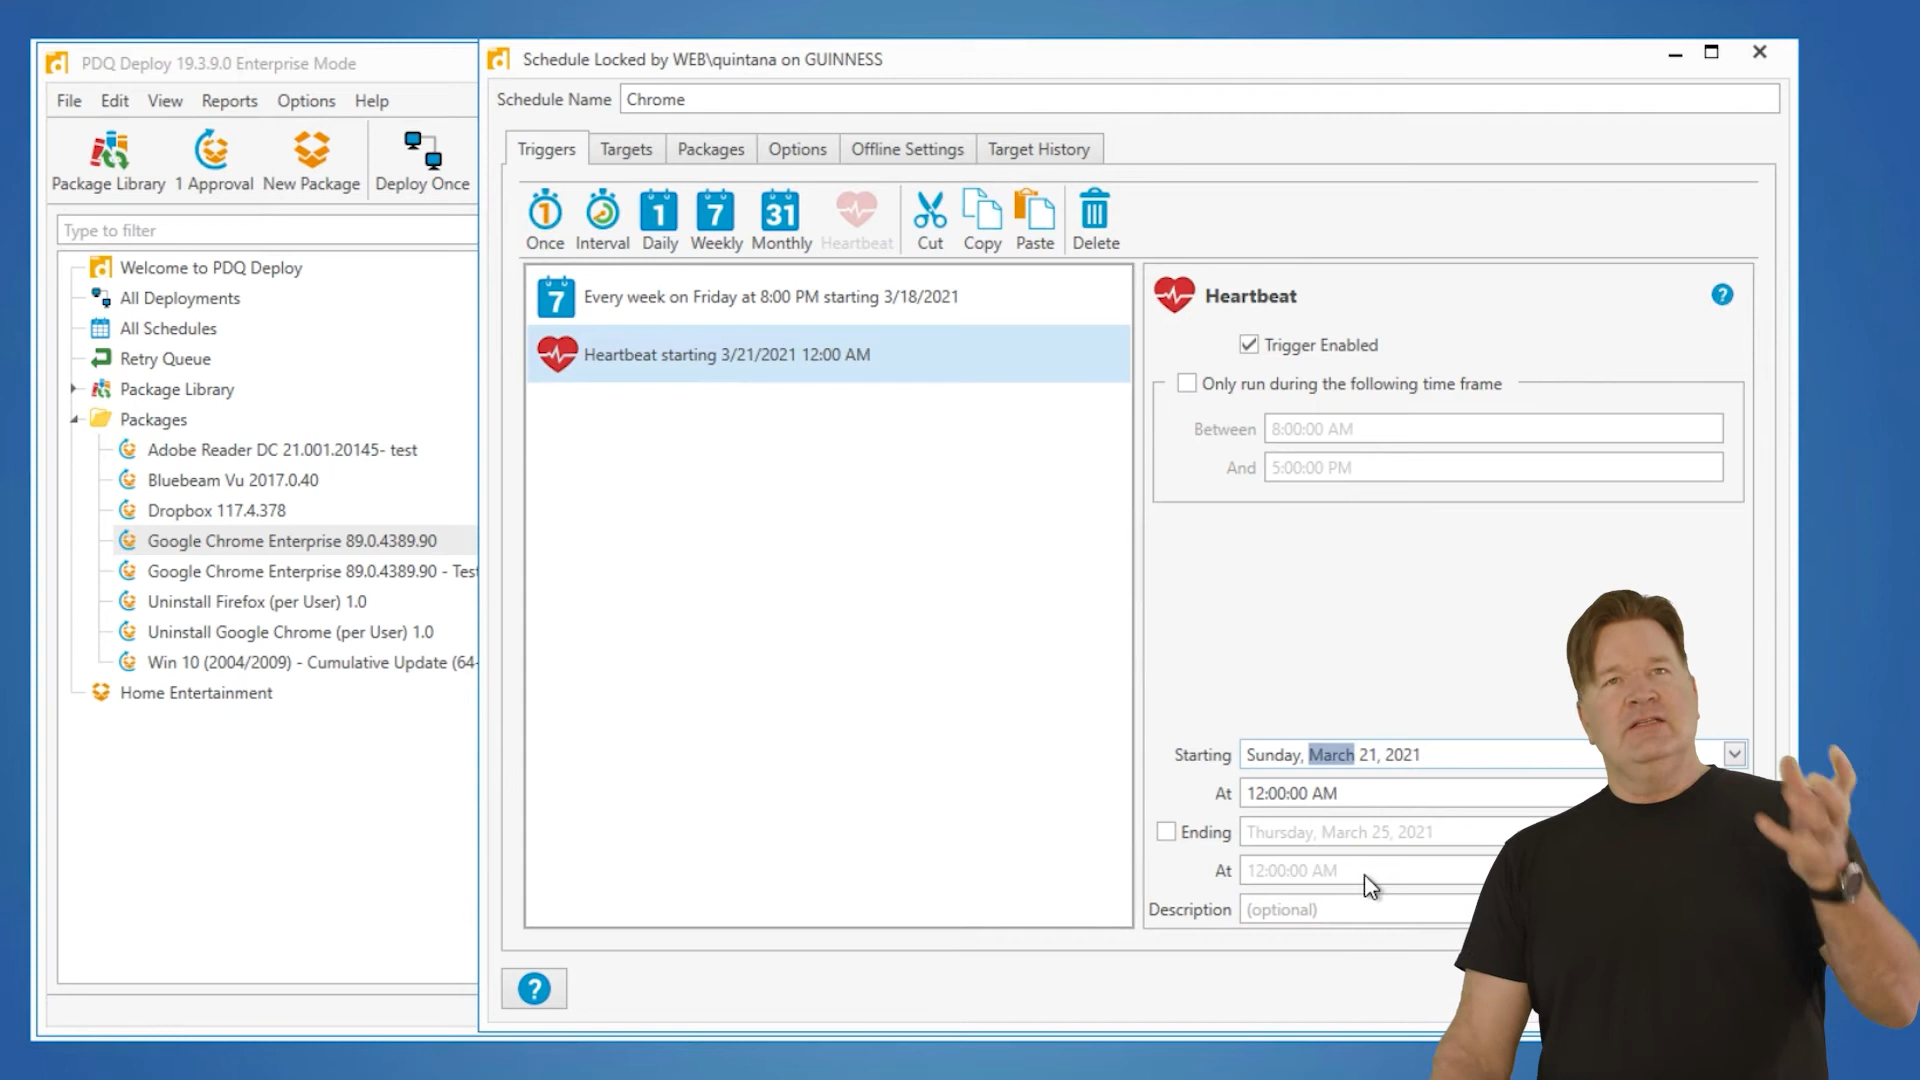 PDQ Deploy 19.3.9.0 Enterprise Mode
File Edit View Reports Options Help
Package Library 1 Approval New Package Deploy Once
Type to filter
Welcome to PDQ Deploy
All Deployments
All Schedules
Retry Queue
Package Library
Packages
Adobe Reader DC 21.001.20145- test
Bluebeam Vu 2017.0.40
Dropbox 117.4.378
Google Chrome Enterprise 89.0.4389.90
Google Chrome Enterprise 89.0.4389.90 - Test
Uninstall Firefox (per User) 1.0
Uninstall Google Chrome (per User) 1.0
Win 10 (2004/2009) - Cumulative Update (64-
Home Entertainment
Schedule Locked by WEB\quintana on GUINNESS
Schedule Name Chrome
Triggers Targets Packages Options Offline Settings Target History
1 1 7 31
Once Interval Daily Weekly Monthly Heartbeat Cut Copy Paste Delete
7 Every week on Friday at 8:00 PM starting 3/18/2021
Heartbeat starting 3/21/2021 12:00 AM
Heartbeat ?
Trigger Enabled
Only run during the following time frame
Between 8:00:00 AM
And 5:00:00 PM
Starting Sunday, March 21, 2021
At 12:00:00 AM
Ending Thursday, March 25, 2021
At 12:00:00 AM
Description (optional)
?